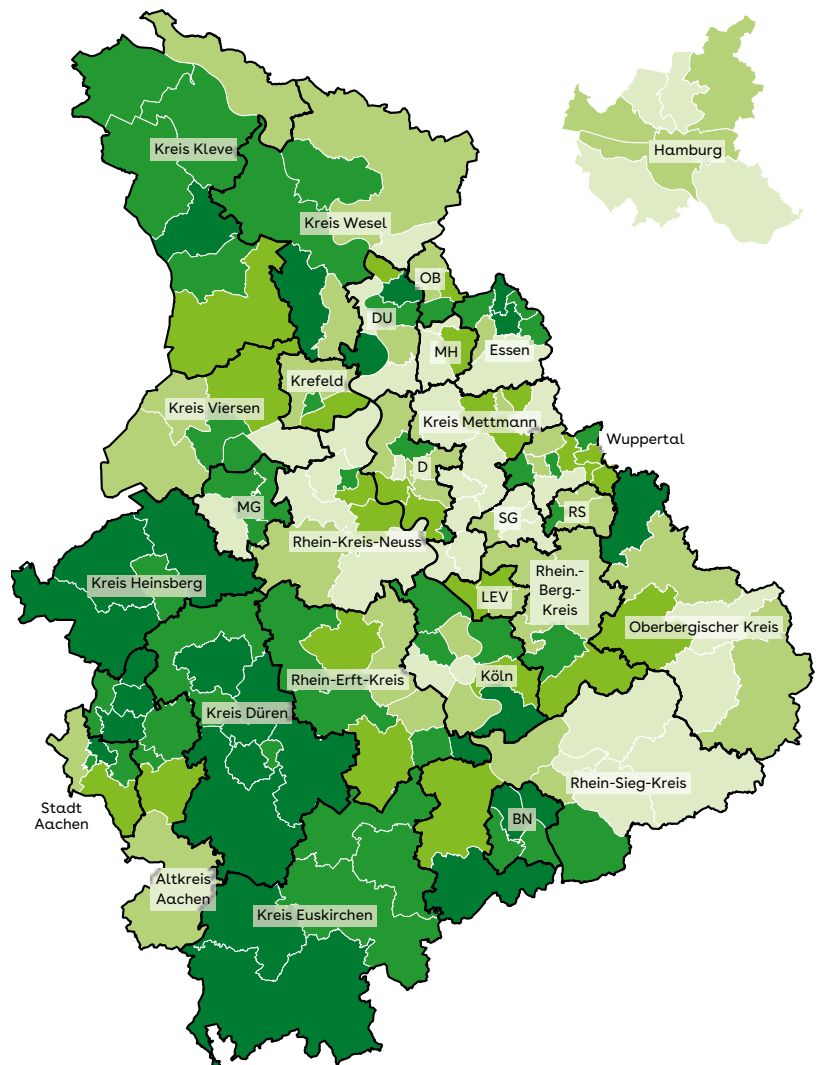 Kreis Kleve
Hamburg
Kreis Wesel
OB
DU
MH
Essen
Krefeld
Kreis Viersen
Kreis Mettmann
Wuppertal
D
MG
SG
RS
Rhein-Kreis-Neuss
Kreis Heinsberg
LEV
Rhein.-
Berg.-
Kreis
Oberbergischer Kreis
Rhein-Erft-Kreis
Köln
Kreis Düren
Rhein-Sieg-Kreis
Stadt
Aachen
BN
Altkreis
Aachen
Kreis Euskirchen